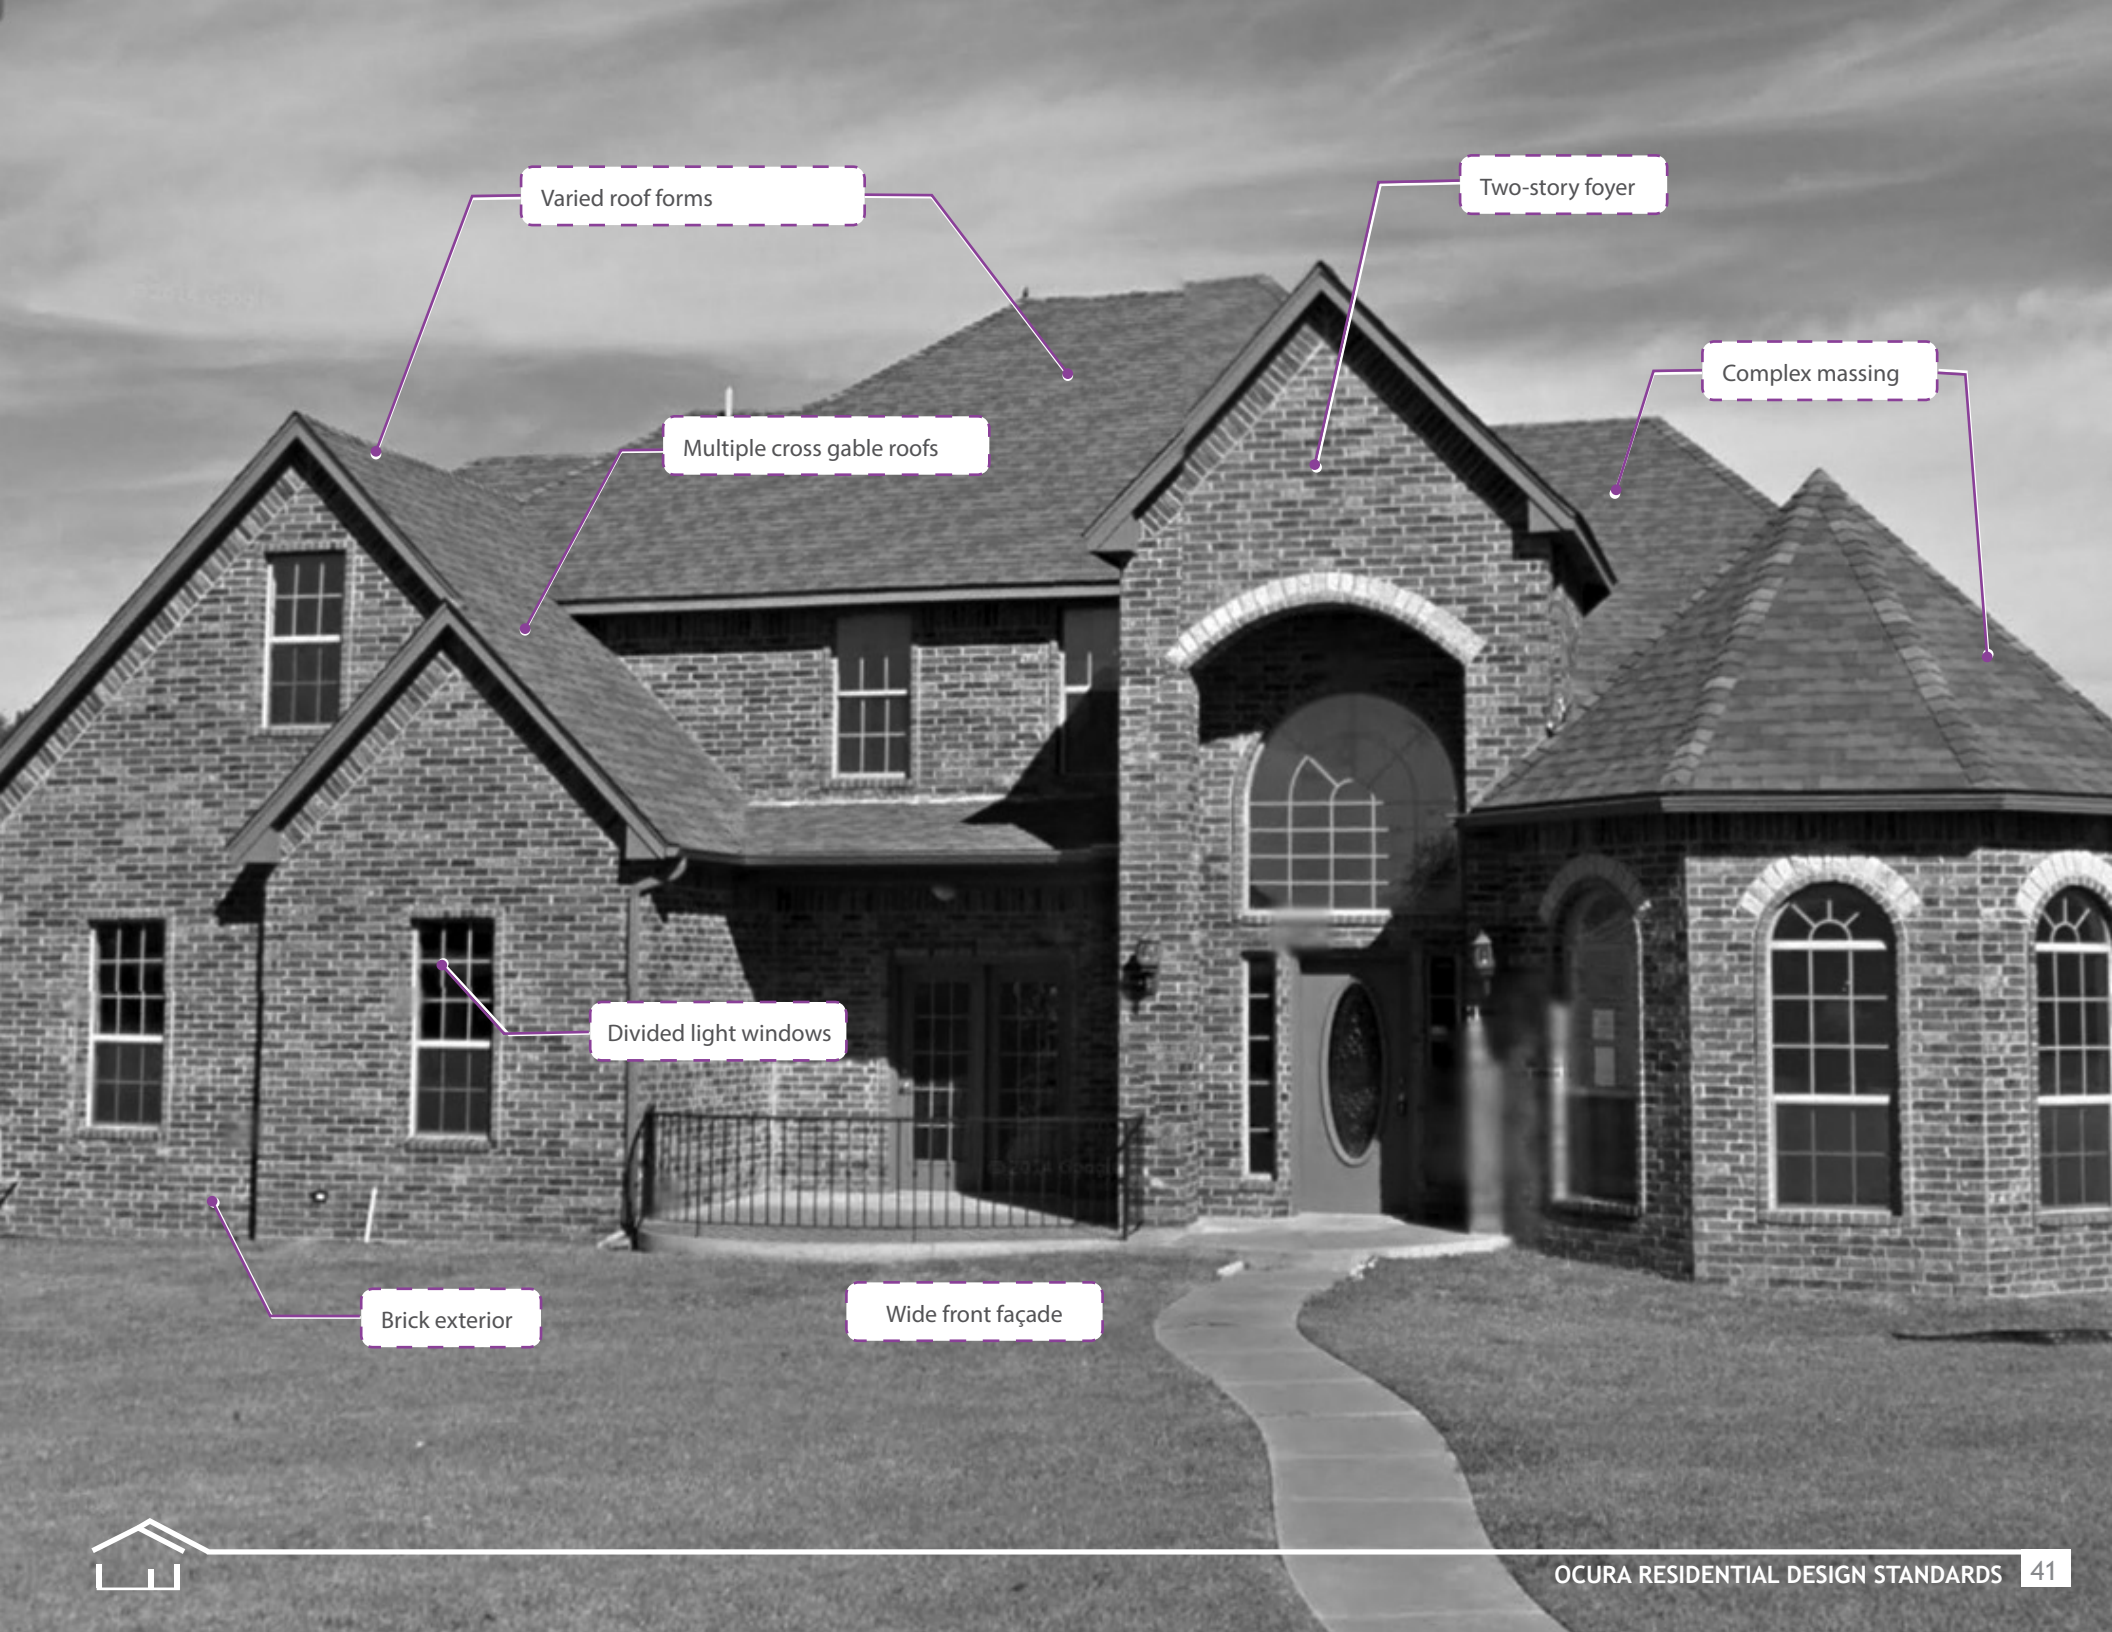 Varied roof forms
Two-story foyer
Complex massing
Multiple cross gable roofs
Divided light windows
Brick exterior
Wide front façade
OCURA RESIDENTIAL DESIGN STANDARDS 41